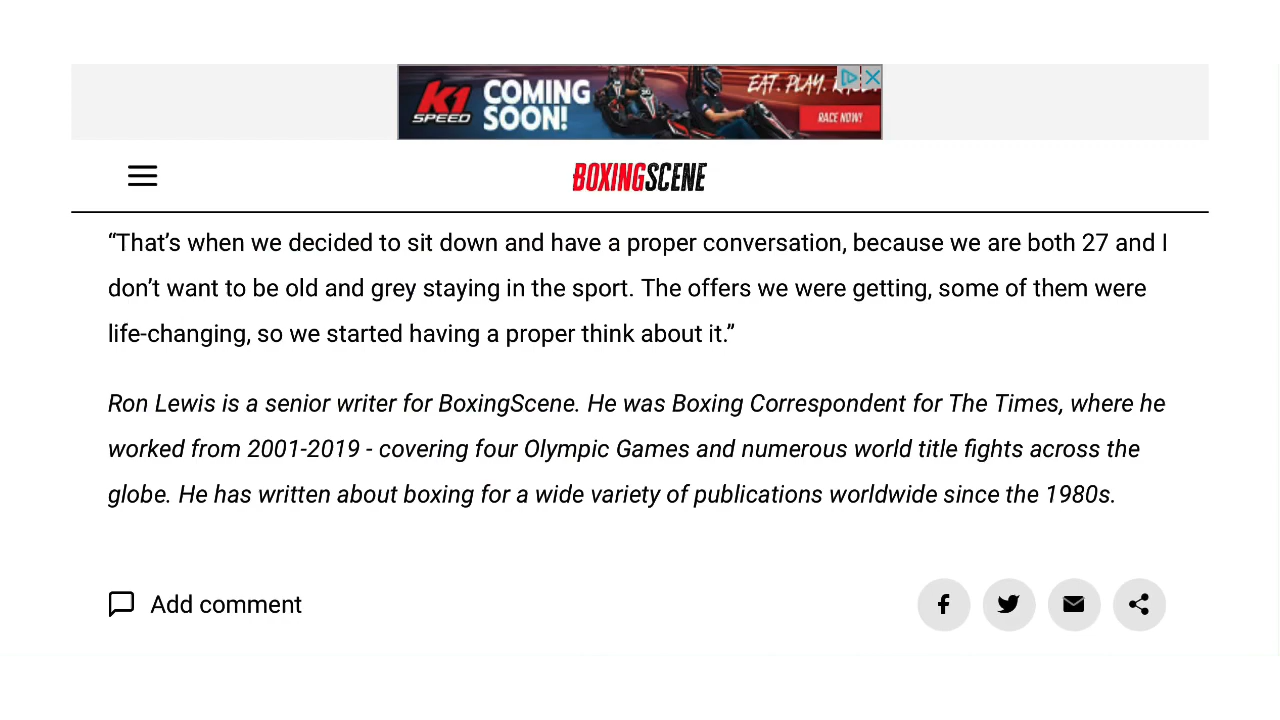 K1
SPEED
COMING
SOON!
EAT. PLAY.
RACE NOW!
BOXINGSCENE
“That’s when we decided to sit down and have a proper conversation, because we are both 27 and I
don’t want to be old and grey staying in the sport. The offers we were getting, some of them were
life-changing, so we started having a proper think about it.”
Ron Lewis is a senior writer for BoxingScene. He was Boxing Correspondent for The Times, where he
worked from 2001-2019 - covering four Olympic Games and numerous world title fights across the
globe. He has written about boxing for a wide variety of publications worldwide since the 1980s.
Add comment